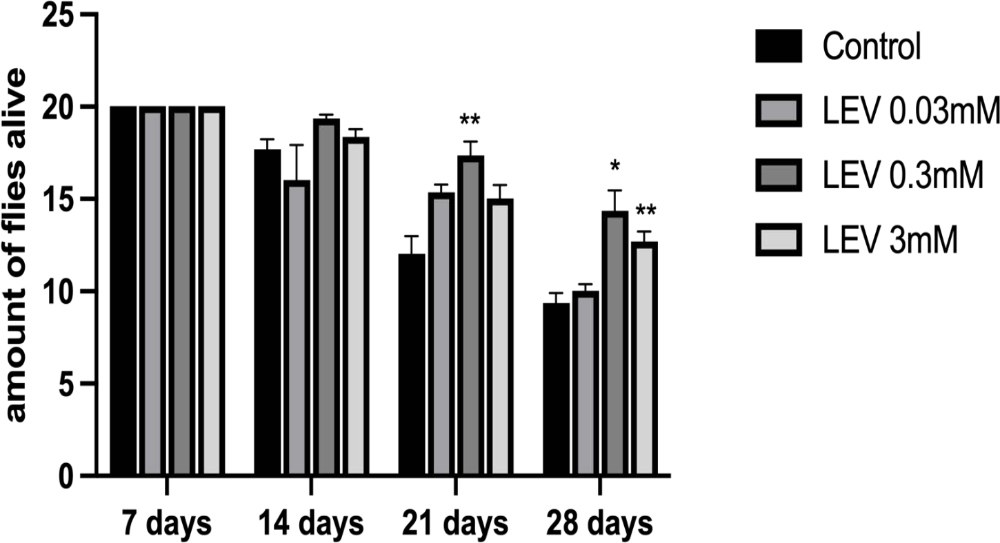 amount of flies alive
25
20
15
10
5
0
7 days
14 days
21 days
28 days
**
*
**
Control
LEV 0.03mM
LEV 0.3mM
LEV 3mM